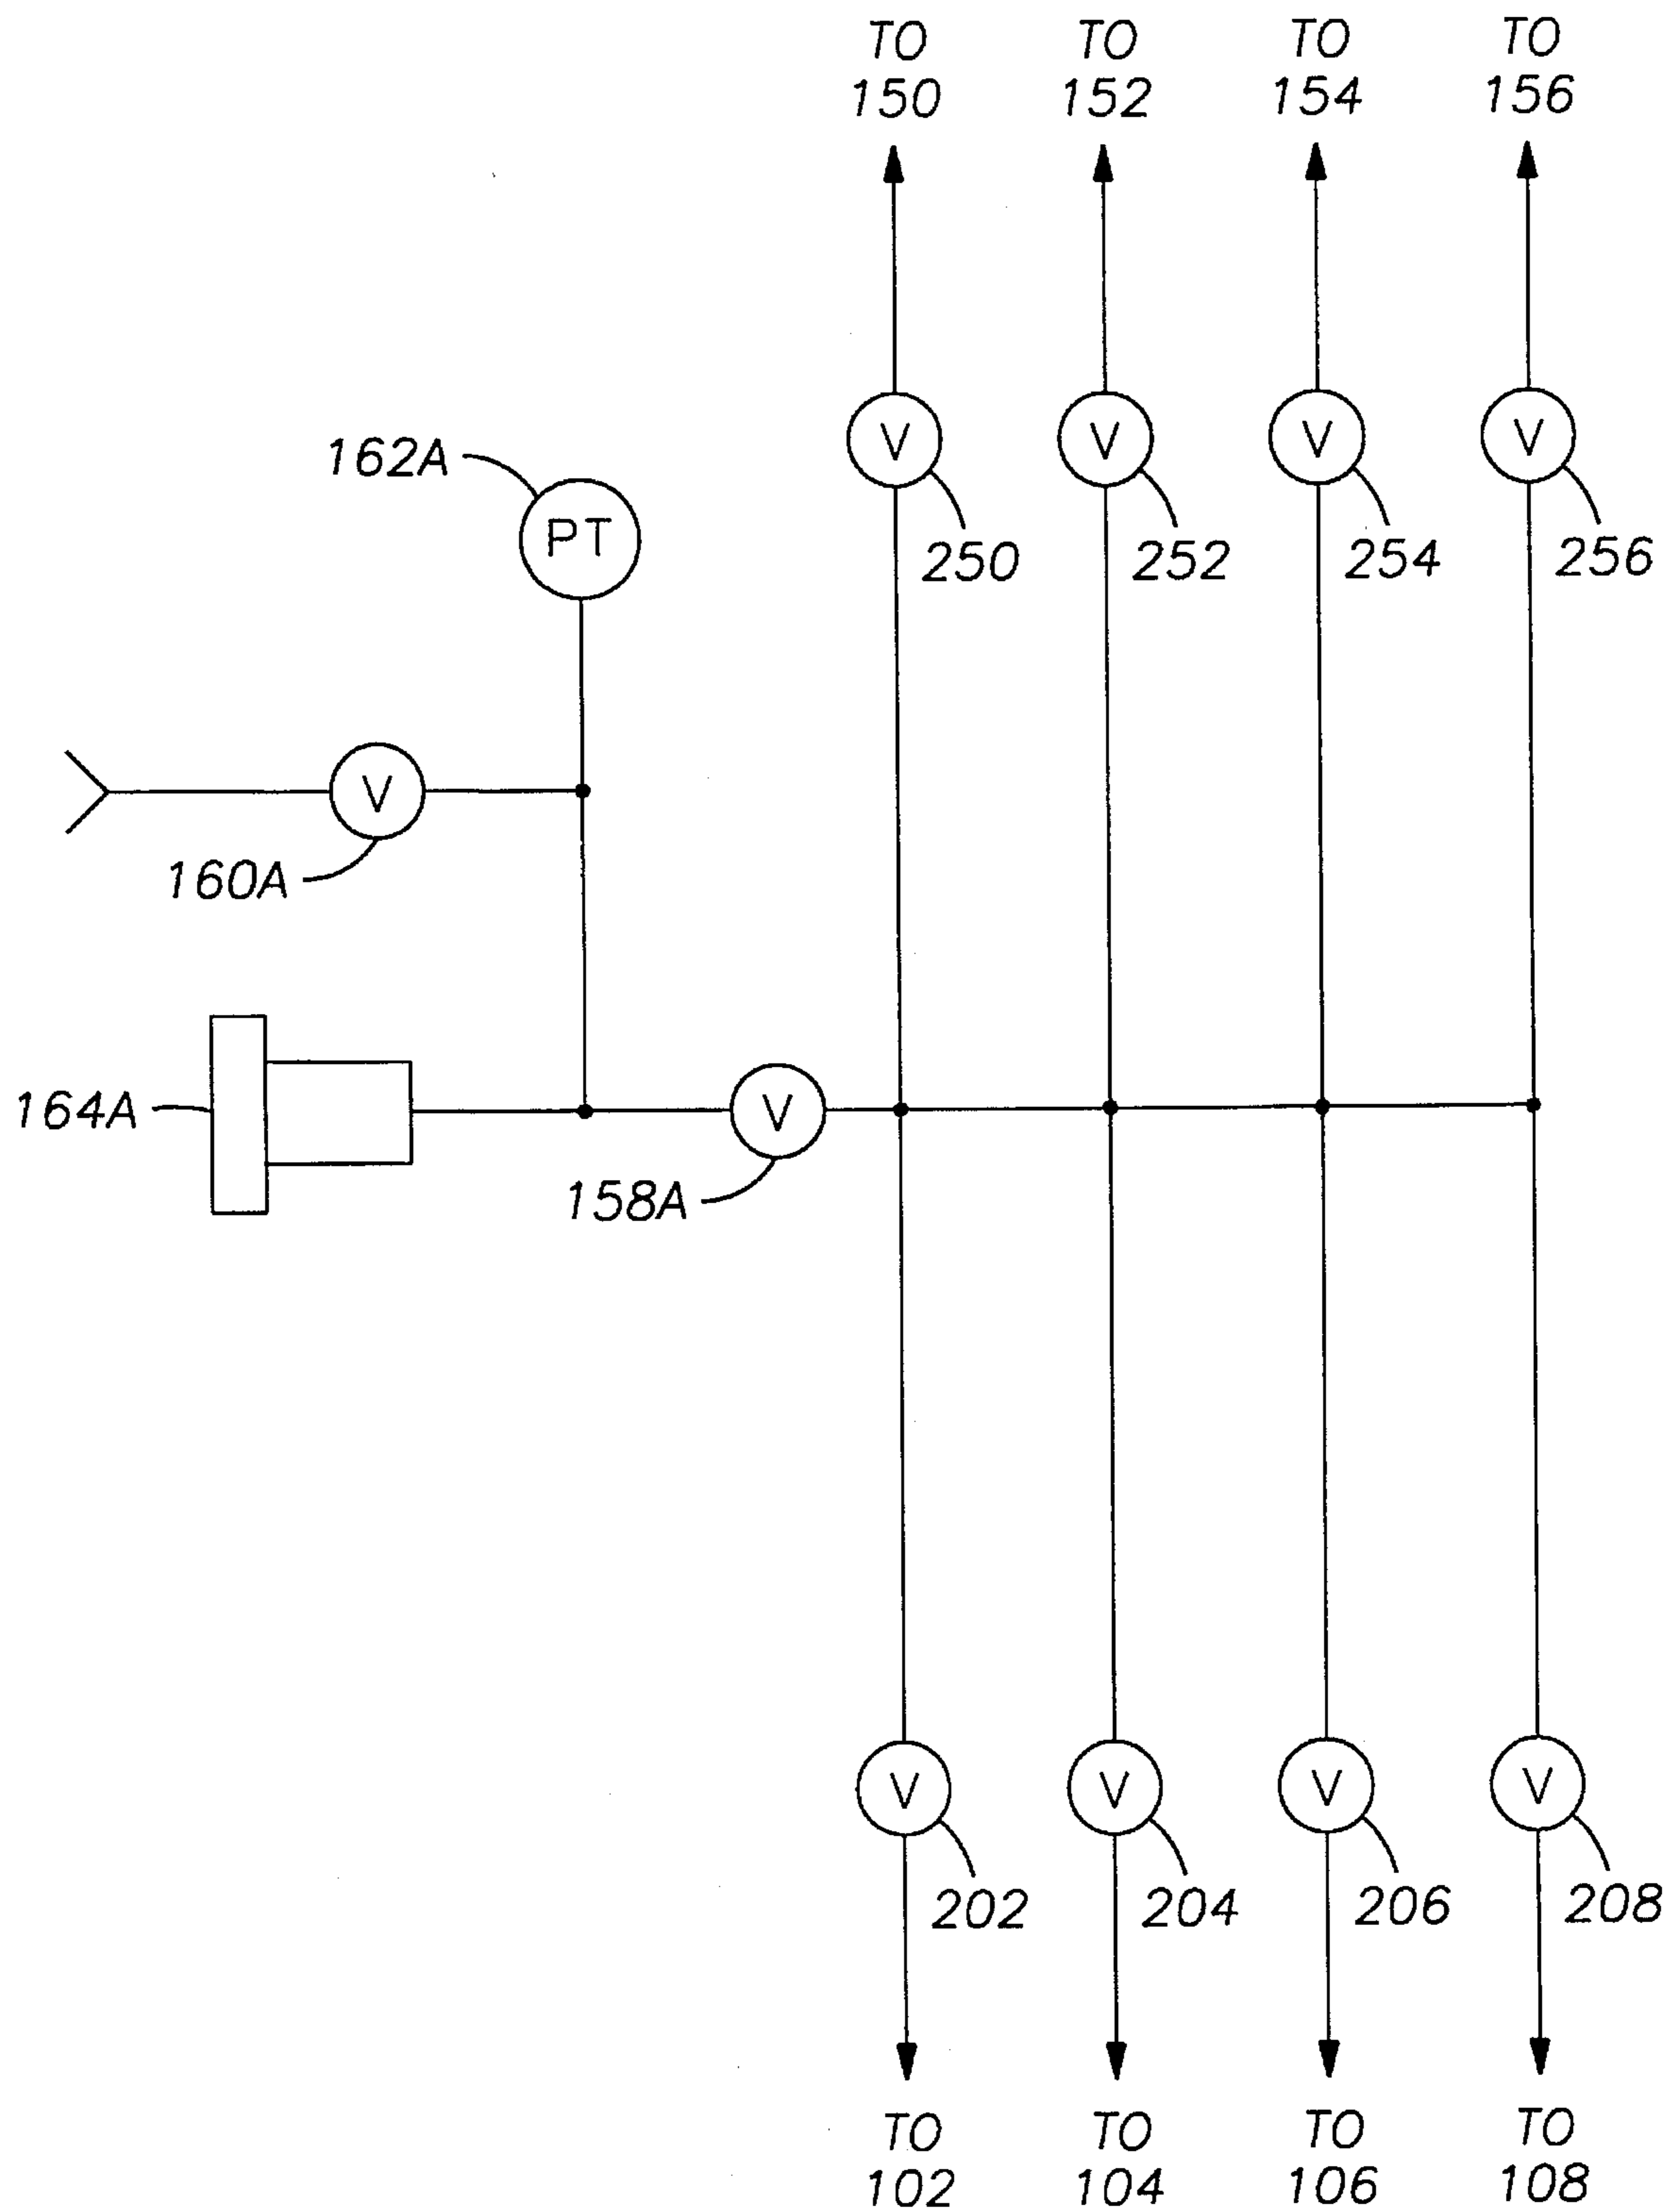 TO TO TO TO
150 152 154 156
V V V V
162A
PT
250 252 254 256
V
160A
164A
V
158A
V V V V
202 204 206 208
TO TO TO TO
102 104 106 108